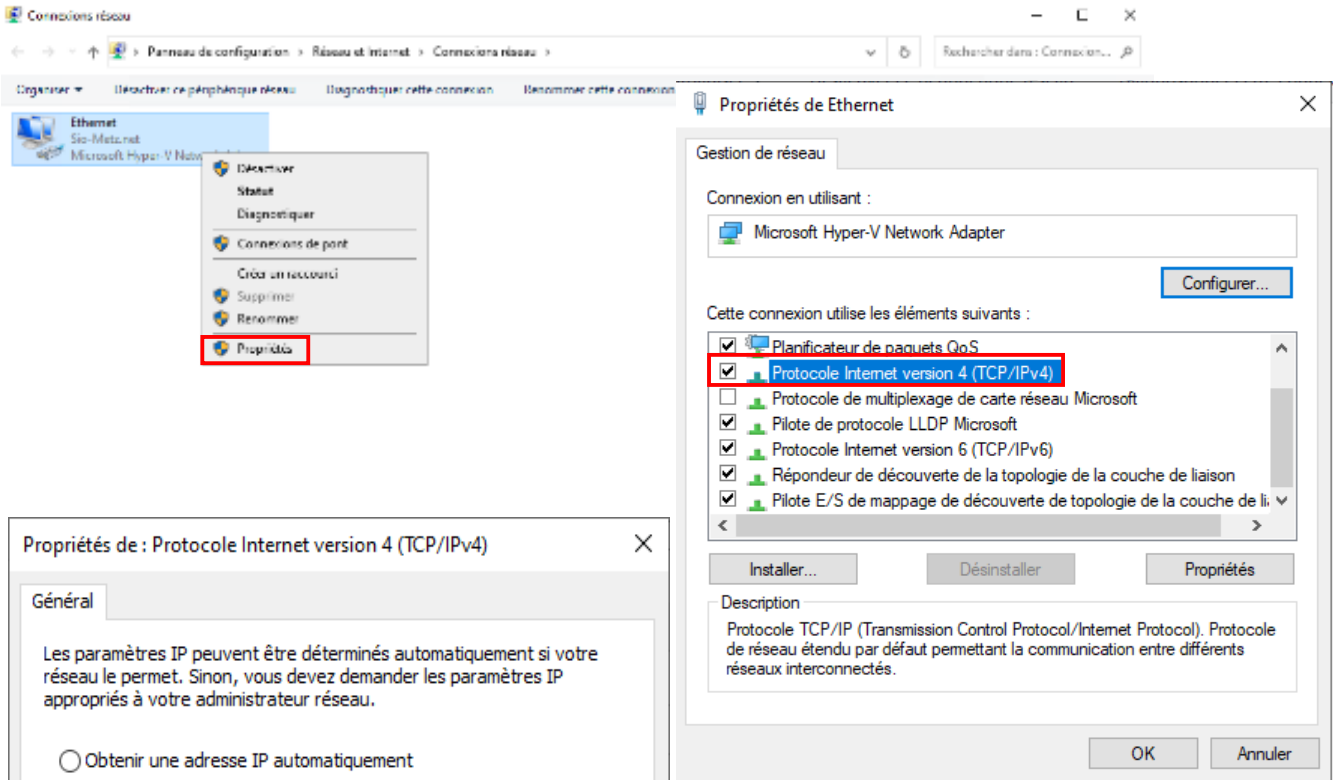 Connexions réseau
Panneau de configuration > Réseau et Internet > Connexions réseau >
Rechercher dans : Connexion...
Organiser
Désactiver ce périphérique réseau
Diagnostiquer cette connexion
Renommer cette connexion
Ethernet
Sio-Metz.net
Microsoft Hyper-V Netw
Désactiver
Statut
Diagnostiquer
Connexions de pont
Créer un raccourci
Supprimer
Renommer
Propriétés
Propriétés de Ethernet
Gestion de réseau
Connexion en utilisant :
Microsoft Hyper-V Network Adapter
Configurer...
Cette connexion utilise les éléments suivants :
Planificateur de paquets QoS
Protocole Internet version 4 (TCP/IPv4)
Protocole de multiplexage de carte réseau Microsoft
Pilote de protocole LLDP Microsoft
Protocole Internet version 6 (TCP/IPv6)
Répondeur de découverte de la topologie de la couche de liaison
Pilote E/S de mappage de découverte de topologie de la couche de li
Installer...
Désinstaller
Propriétés
Description
Protocole TCP/IP (Transmission Control Protocol/Internet Protocol). Protocole
de réseau étendu par défaut permettant la communication entre différents
réseaux interconnectés.
OK
Annuler
Propriétés de : Protocole Internet version 4 (TCP/IPv4)
Général
Les paramètres IP peuvent être déterminés automatiquement si votre
réseau le permet. Sinon, vous devez demander les paramètres IP
appropriés à votre administrateur réseau.
Obtenir une adresse IP automatiquement